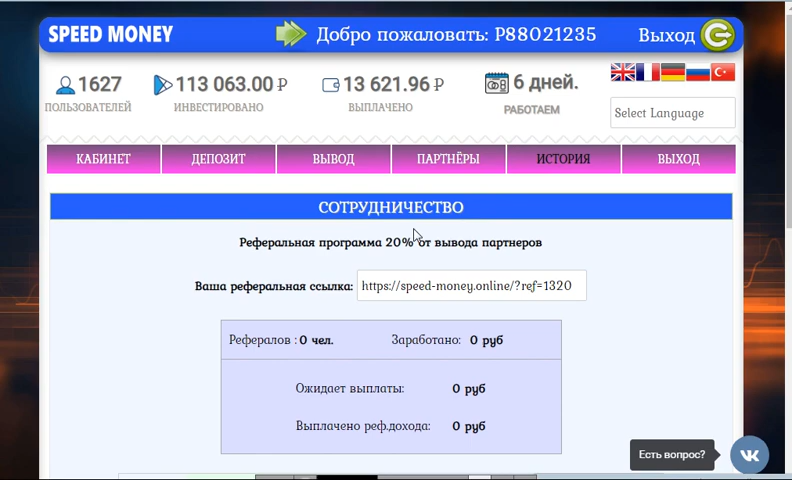 SPEED MONEY
Добро пожаловать: P88021235
Выход
1627
ПОЛЬЗОВАТЕЛЕЙ
113 063.00 ₽
ИНВЕСТИРОВАНО
13 621.96 ₽
ВЫПЛАЧЕНО
6 дней.
РАБОТАЕМ
Select Language
КАБИНЕТ
ДЕПОЗИТ
ВЫВОД
ПАРТНЁРЫ
ИСТОРИЯ
ВЫХОД
СОТРУДНИЧЕСТВО
Реферальная программа 20% от вывода партнеров
Ваша реферальная ссылка: https://speed-money.online/?ref=1320
Рефералов : 0 чел. Заработано: 0 руб
Ожидает выплаты: 0 руб
Выплачено реф.дохода: 0 руб
Есть вопрос?